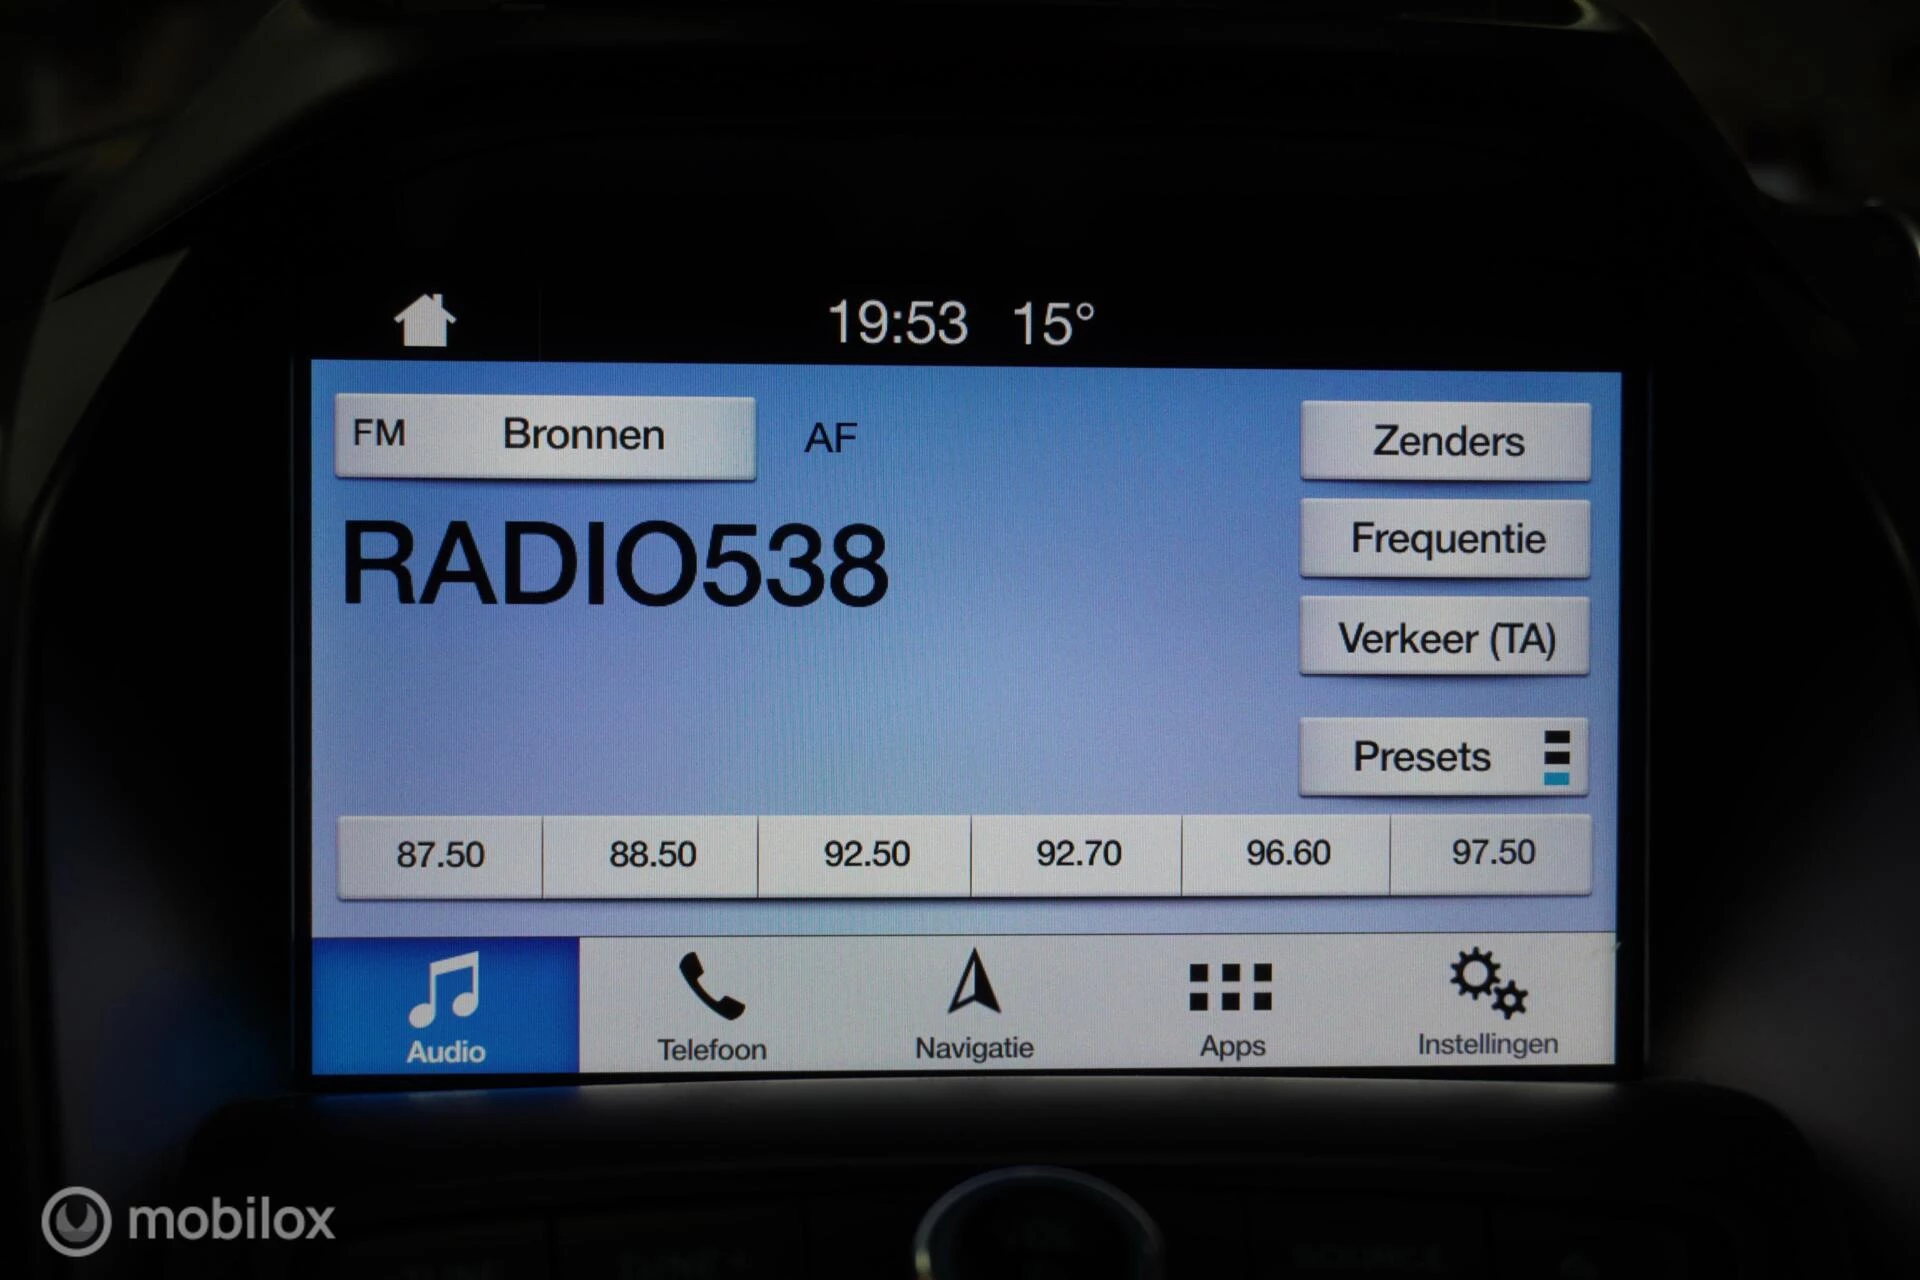 19:53 15°
FM Bronnen AF
Zenders
RADIO538
Frequentie
Verkeer (TA)
Presets
87.50 88.50 92.50 92.70 96.60 97.50
Audio Telefoon Navigatie Apps Instellingen
mobilox